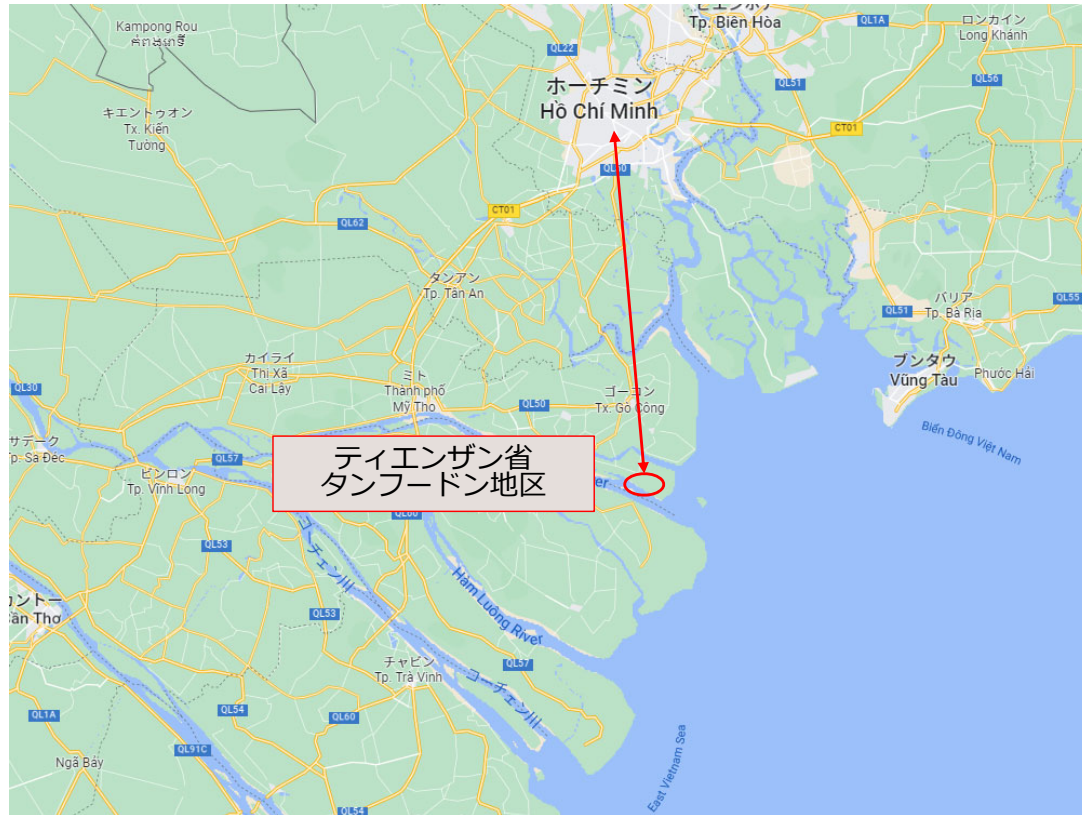 Kampong Rou
កំពង់រោទិ៍
Tp. Biên Hòa
QL1A
ロンカイン
Long Khánh
QL22
ホーチミン
Hồ Chí Minh
QL51
QL56
キエントゥオン
Tx. Kiến
Tường
CT01
QL50
CT01
QL62
タンアン
Tp. Tân An
QL51
バリア
Tp. Bà Rịa
QL55
カイライ
Thị Xã
Cai Lậy
ミト
Thành phố
Mỹ Tho
ブンタウ
Vũng Tàu
Phước Hải
QL30
QL50
ゴーコン
Tx. Gò Công
Biển Đông Việt Nam
サデーク
Tp. Sa Đéc
QL57
ビンロン
Tp. Vĩnh Long
ティエンザン省
タンフードン地区
QL60
コーチェン川
QL53
Hàm Luông River
カントー
QL53
チャビン
Tp. Trà Vinh
QL57
コーチェン川
QL1A
QL54
QL60
QL91C
Ngã Bảy
East Vietnam Sea
QL54